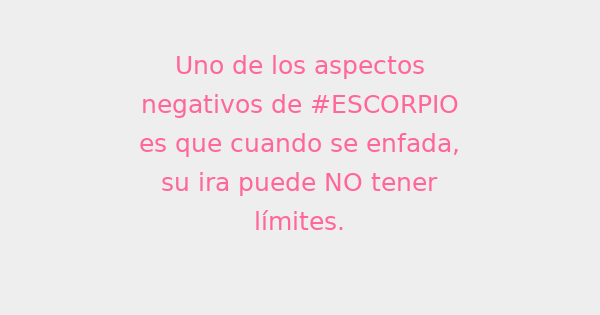 Uno de los aspectos
negativos de #ESCORPIO
es que cuando se enfada,
su ira puede NO tener
límites.